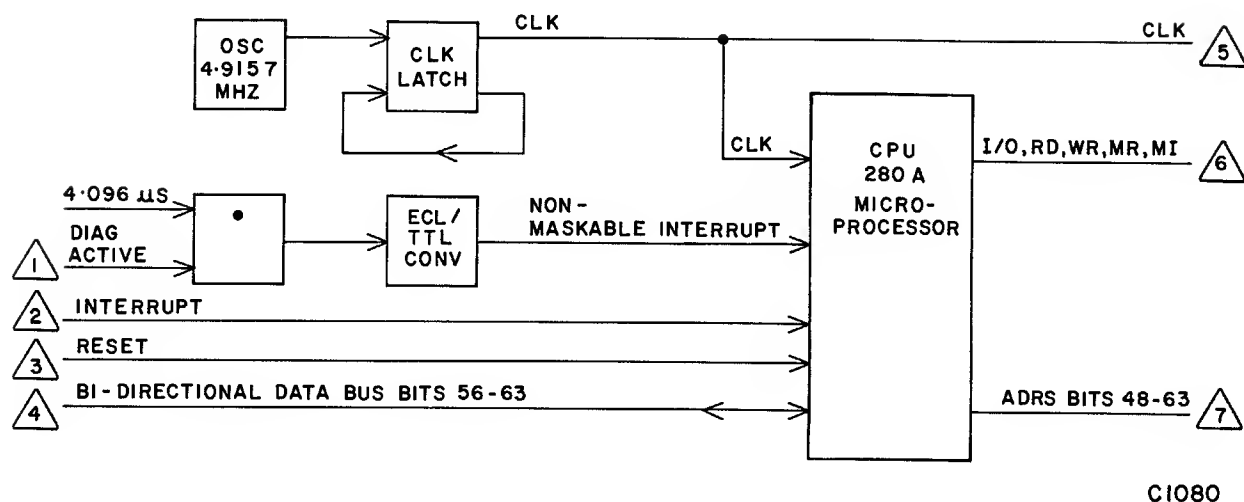 OSC
4.9157
MHZ
CLK
LATCH
CLK
CLK
5
CLK
CPU
280 A
MICRO-
PROCESSOR
I/O, RD, WR, MR, MI
6
4.096 µS
DIAG
ACTIVE
1
•
ECL/
TTL
CONV
NON-
MASKABLE INTERRUPT
2
INTERRUPT
3
RESET
4
BI-DIRECTIONAL DATA BUS BITS 56-63
ADRS BITS 48-63
7
C1080